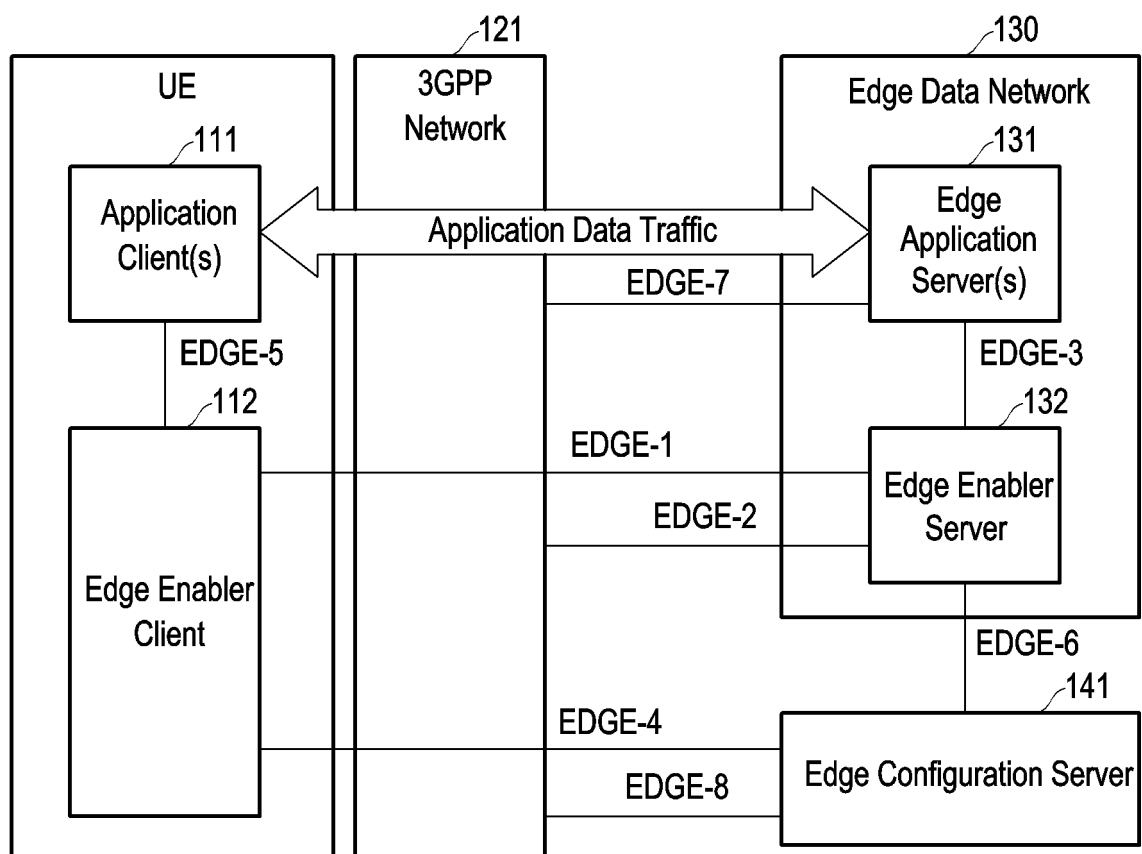 121
130
UE
3GPP
Network
Edge Data Network
111
131
Application
Client(s)
Application Data Traffic
Edge
Application
Server(s)
EDGE-7
EDGE-5
EDGE-3
112
132
EDGE-1
Edge Enabler
Server
EDGE-2
Edge Enabler
Client
EDGE-6
141
EDGE-4
Edge Configuration Server
EDGE-8